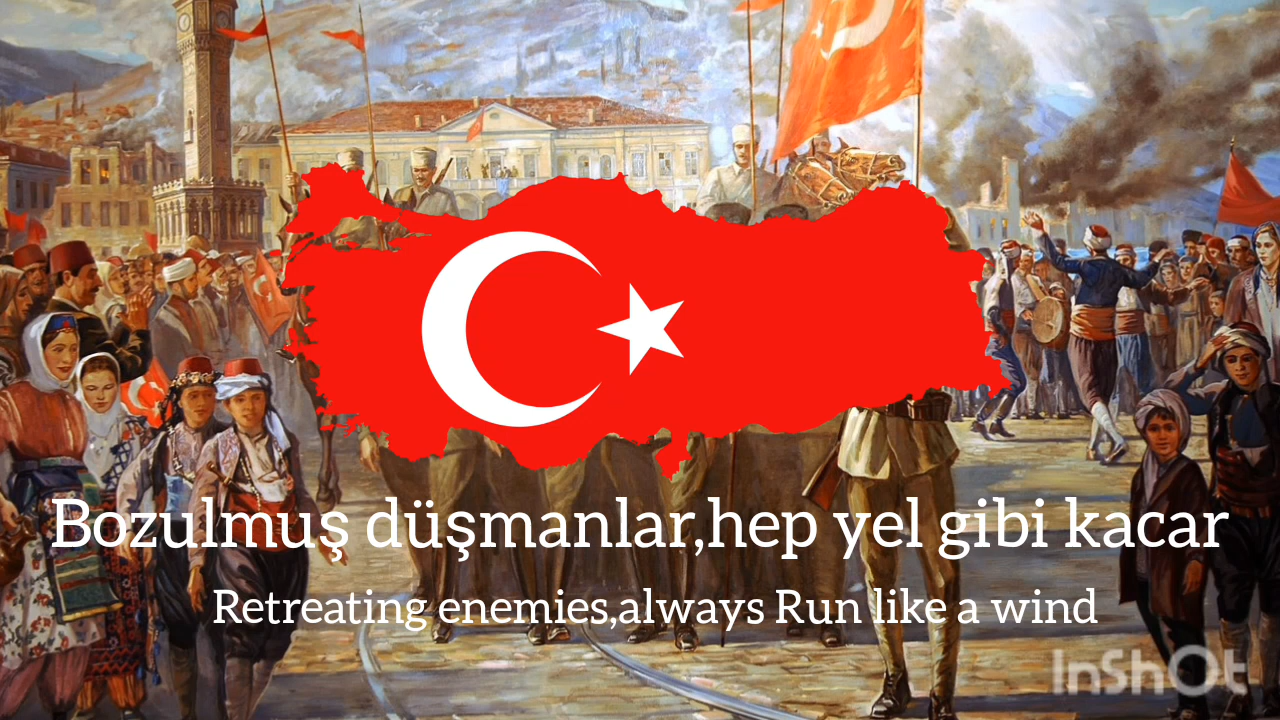 Bozulmuş düşmanlar,hep yel gibi kacar
Retreating enemies,always Run like a wind
InShOt